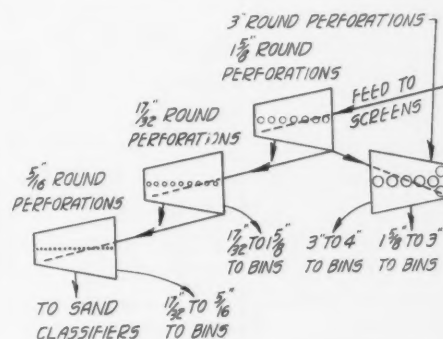 3" ROUND PERFORATIONS
1 5/8" ROUND
PERFORATIONS
FEED TO
SCREENS
17/32" ROUND
PERFORATIONS
5/16" ROUND
PERFORATIONS
17/32" TO 1 5/8"
TO BINS
3" TO 4"
TO BINS
1 5/8" TO 3"
TO BINS
TO SAND
CLASSIFIERS
17/32" TO 5/16"
TO BINS